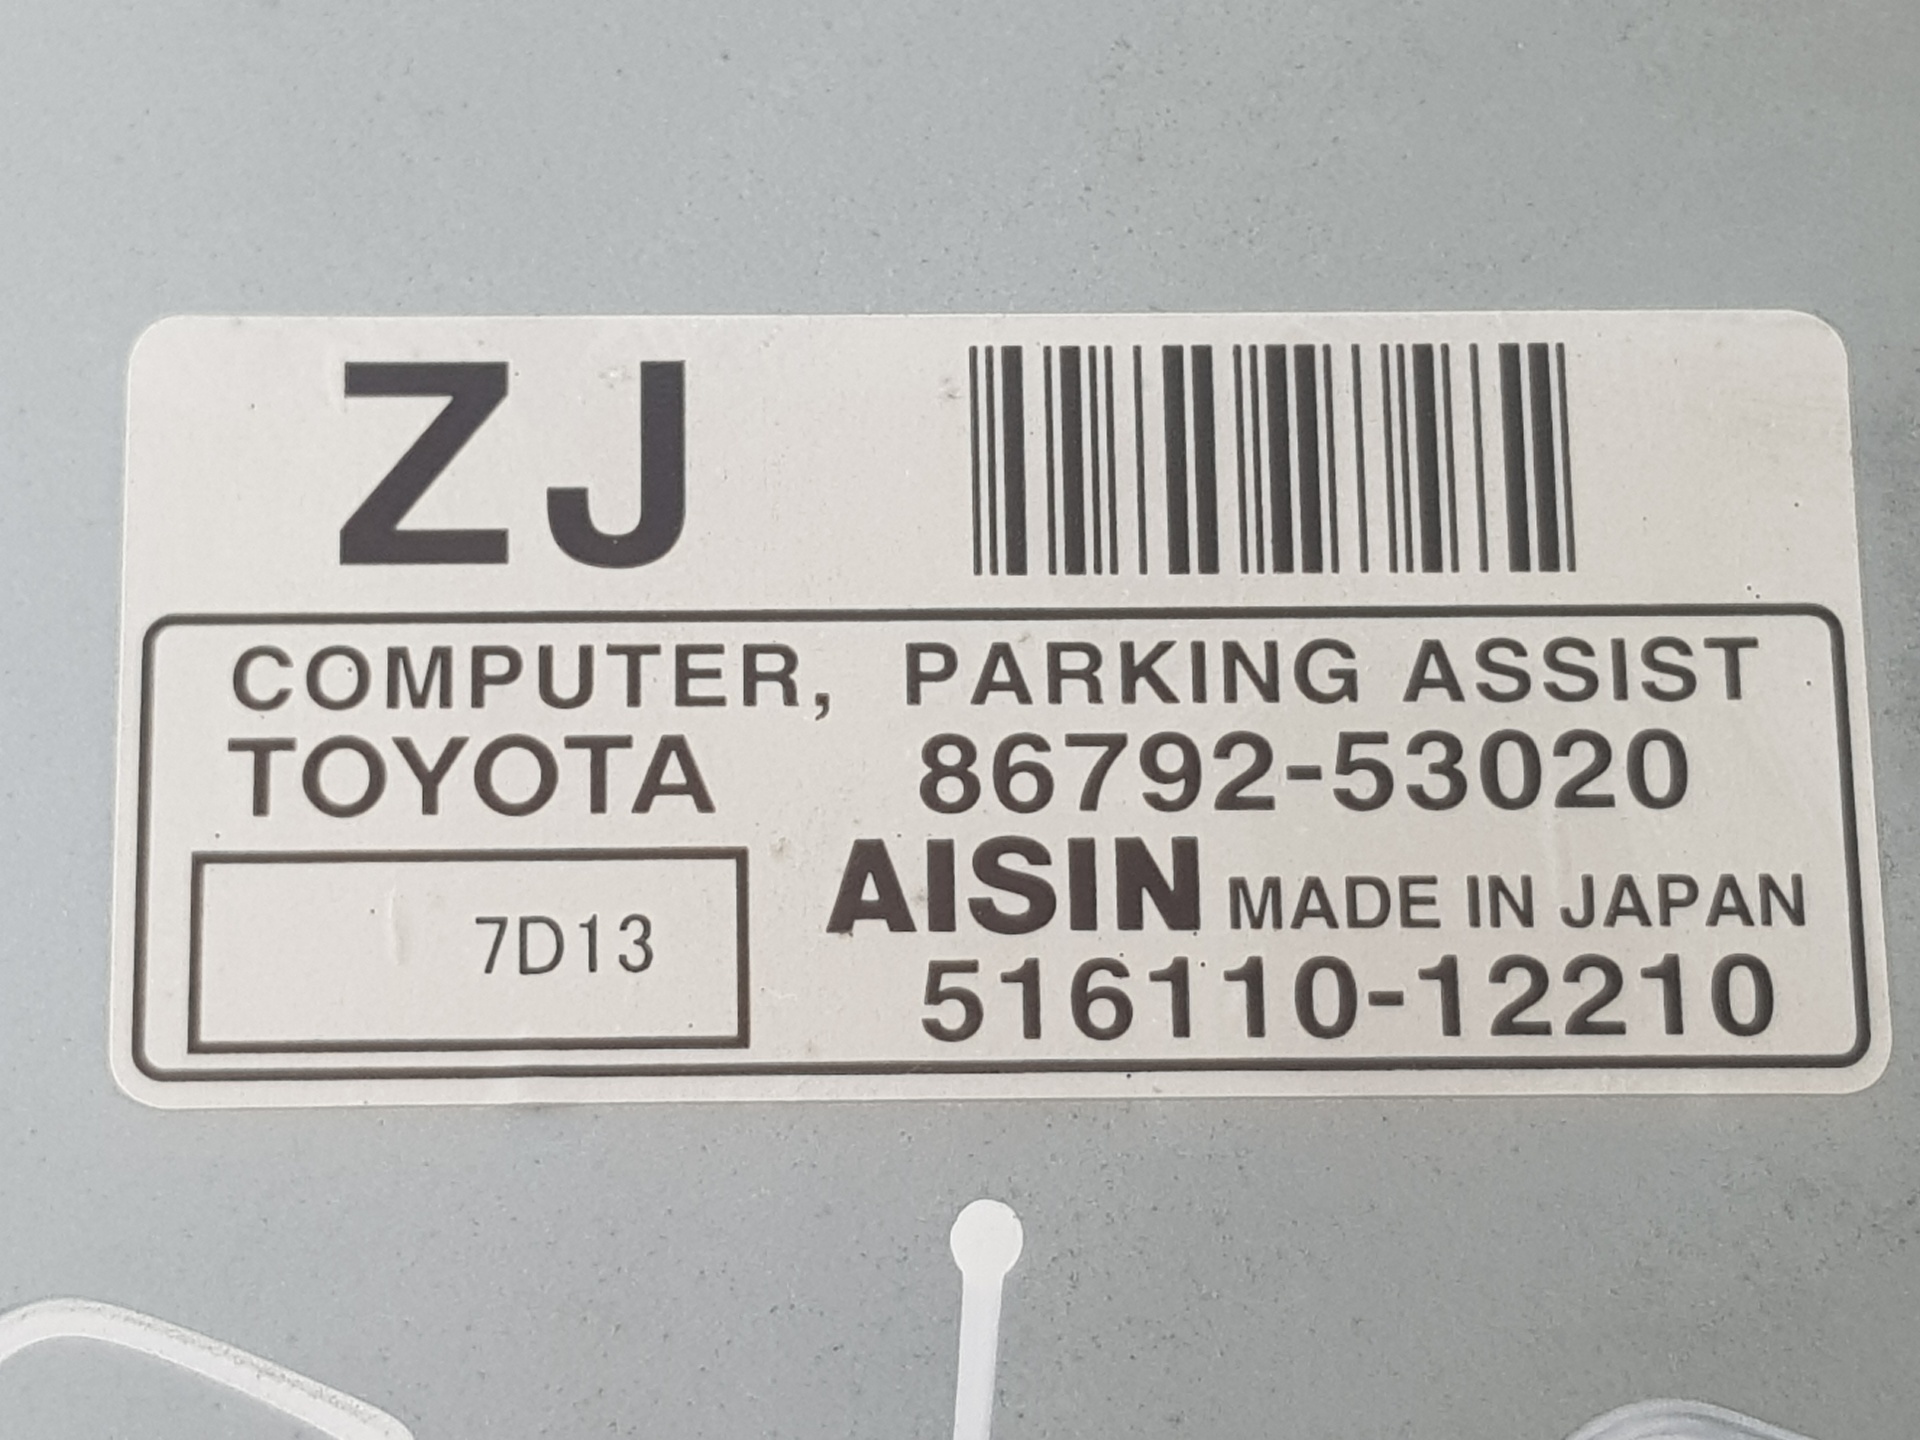 ZJ
COMPUTER, PARKING ASSIST
TOYOTA 86792-53020
AISIN MADE IN JAPAN
7D13
516110-12210